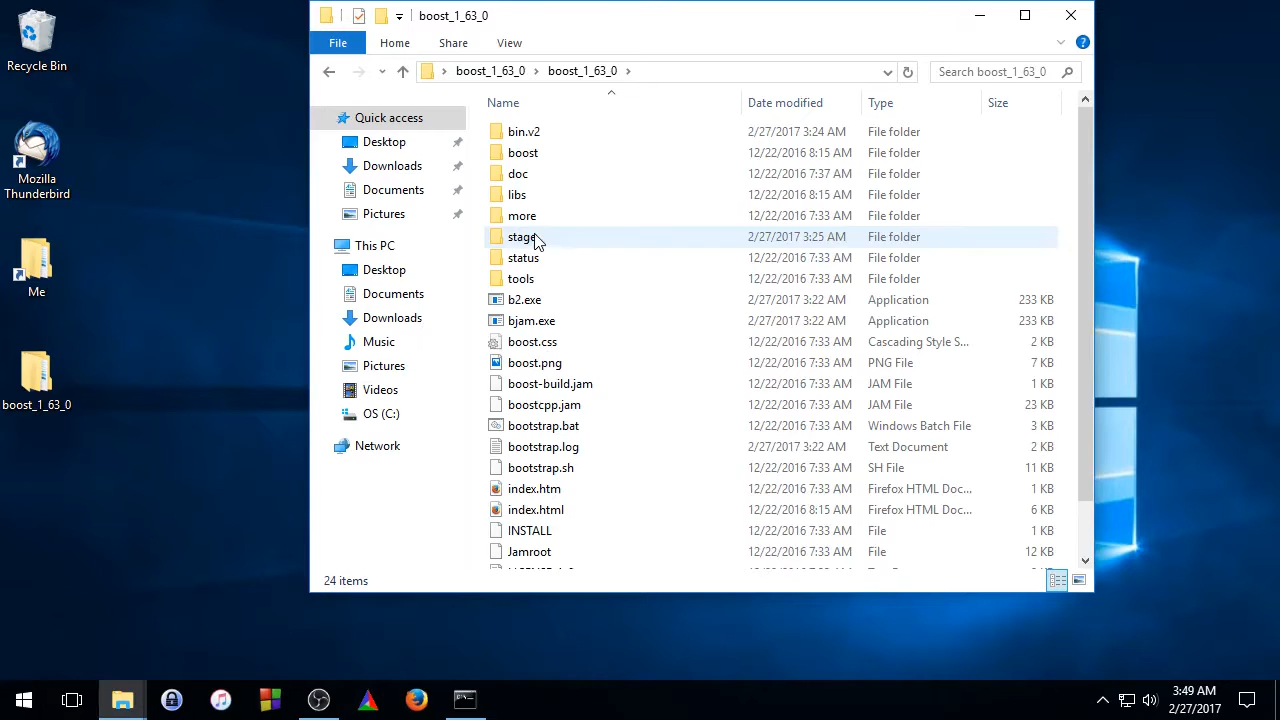 Recycle Bin
Mozilla
Thunderbird
Me
boost_1_63_0
boost_1_63_0
File Home Share View
boost_1_63_0 boost_1_63_0 Search boost_1_63_0
Quick access
Desktop
Downloads
Documents
Pictures
This PC
Desktop
Documents
Downloads
Music
Pictures
Videos
OS (C:)
Network
Name Date modified Type Size
bin.v2 2/27/2017 3:24 AM File folder
boost 12/22/2016 8:15 AM File folder
doc 12/22/2016 7:37 AM File folder
libs 12/22/2016 8:15 AM File folder
more 12/22/2016 7:33 AM File folder
stage 2/27/2017 3:25 AM File folder
status 12/22/2016 7:33 AM File folder
tools 12/22/2016 7:33 AM File folder
b2.exe 2/27/2017 3:22 AM Application 233 KB
bjam.exe 2/27/2017 3:22 AM Application 233 KB
boost.css 12/22/2016 7:33 AM Cascading Style S... 2 KB
boost.png 12/22/2016 7:33 AM PNG File 7 KB
boost-build.jam 12/22/2016 7:33 AM JAM File 1 KB
boostcpp.jam 12/22/2016 7:33 AM JAM File 23 KB
bootstrap.bat 12/22/2016 7:33 AM Windows Batch File 3 KB
bootstrap.log 2/27/2017 3:22 AM Text Document 2 KB
bootstrap.sh 12/22/2016 7:33 AM SH File 11 KB
index.htm 12/22/2016 7:33 AM Firefox HTML Doc... 1 KB
index.html 12/22/2016 8:15 AM Firefox HTML Doc... 6 KB
INSTALL 12/22/2016 7:33 AM File 1 KB
Jamroot 12/22/2016 7:33 AM File 12 KB
24 items
3:49 AM
2/27/2017